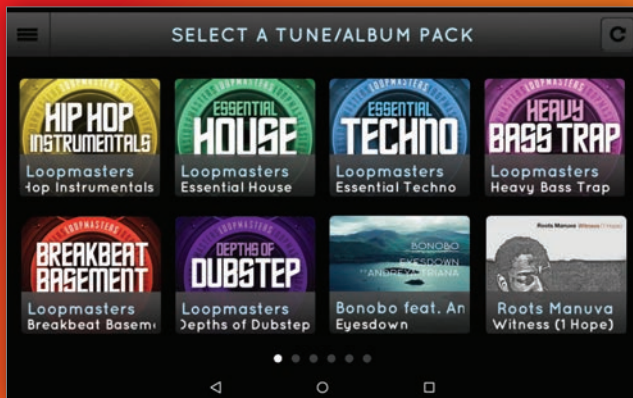 SELECT A TUNE/ALBUM PACK
LOOPMASTERS
HIP HOP
INSTRUMENTALS
Loopmasters
Hop Instrumentals
ESSENTIAL
HOUSE
Loopmasters
Essential House
ESSENTIAL
TECHNO
Loopmasters
Essential Techno
HEAVY
BASS TRAP
Loopmasters
Heavy Bass Trap
LOOPMASTERS
BREAKBEAT
BASEMENT
Loopmasters
Breakbeat Basem
LOOPMASTERS
DEPTHS OF
DUBSTEP
Loopmasters
Depths of Dubstep
BONOBO
EYESDOWN
ANDREYA TRIANA
Bonobo feat. An
Eyesdown
Roots Manuva Witness (1 Hope)
Roots Manuva
Witness (1 Hope)